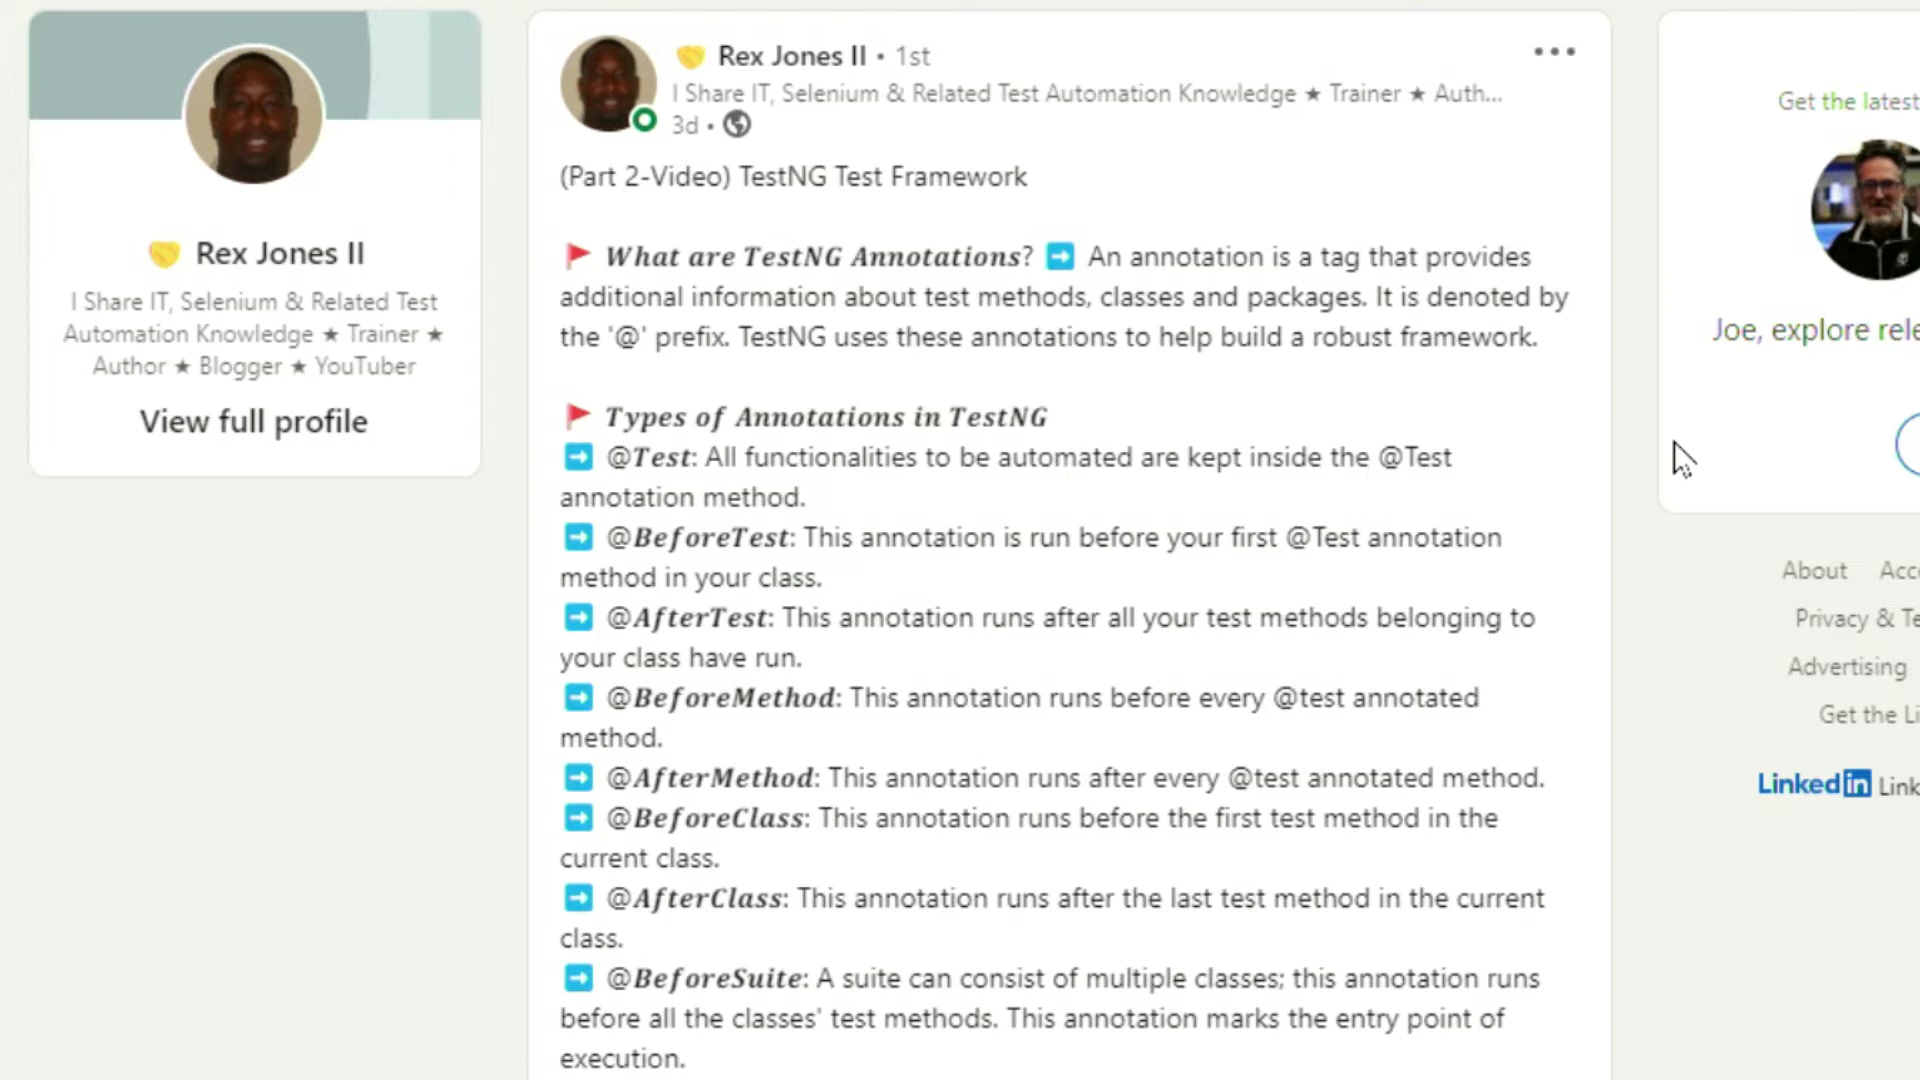 Rex Jones II
I Share IT, Selenium & Related Test
Automation Knowledge ★ Trainer ★
Author ★ Blogger ★ YouTuber
View full profile
Rex Jones II • 1st
I Share IT, Selenium & Related Test Automation Knowledge ★ Trainer ★ Auth...
3d •
(Part 2-Video) TestNG Test Framework
What are TestNG Annotations? ➡ An annotation is a tag that provides
additional information about test methods, classes and packages. It is denoted by
the '@' prefix. TestNG uses these annotations to help build a robust framework.
Types of Annotations in TestNG
➡ @Test: All functionalities to be automated are kept inside the @Test
annotation method.
➡ @BeforeTest: This annotation is run before your first @Test annotation
method in your class.
➡ @AfterTest: This annotation runs after all your test methods belonging to
your class have run.
➡ @BeforeMethod: This annotation runs before every @test annotated
method.
➡ @AfterMethod: This annotation runs after every @test annotated method.
➡ @BeforeClass: This annotation runs before the first test method in the
current class.
➡ @AfterClass: This annotation runs after the last test method in the current
class.
➡ @BeforeSuite: A suite can consist of multiple classes; this annotation runs
before all the classes' test methods. This annotation marks the entry point of
execution.
Get the latest
Joe, explore rele
About Acc
Privacy & Te
Advertising
Get the Li
LinkedIn Link